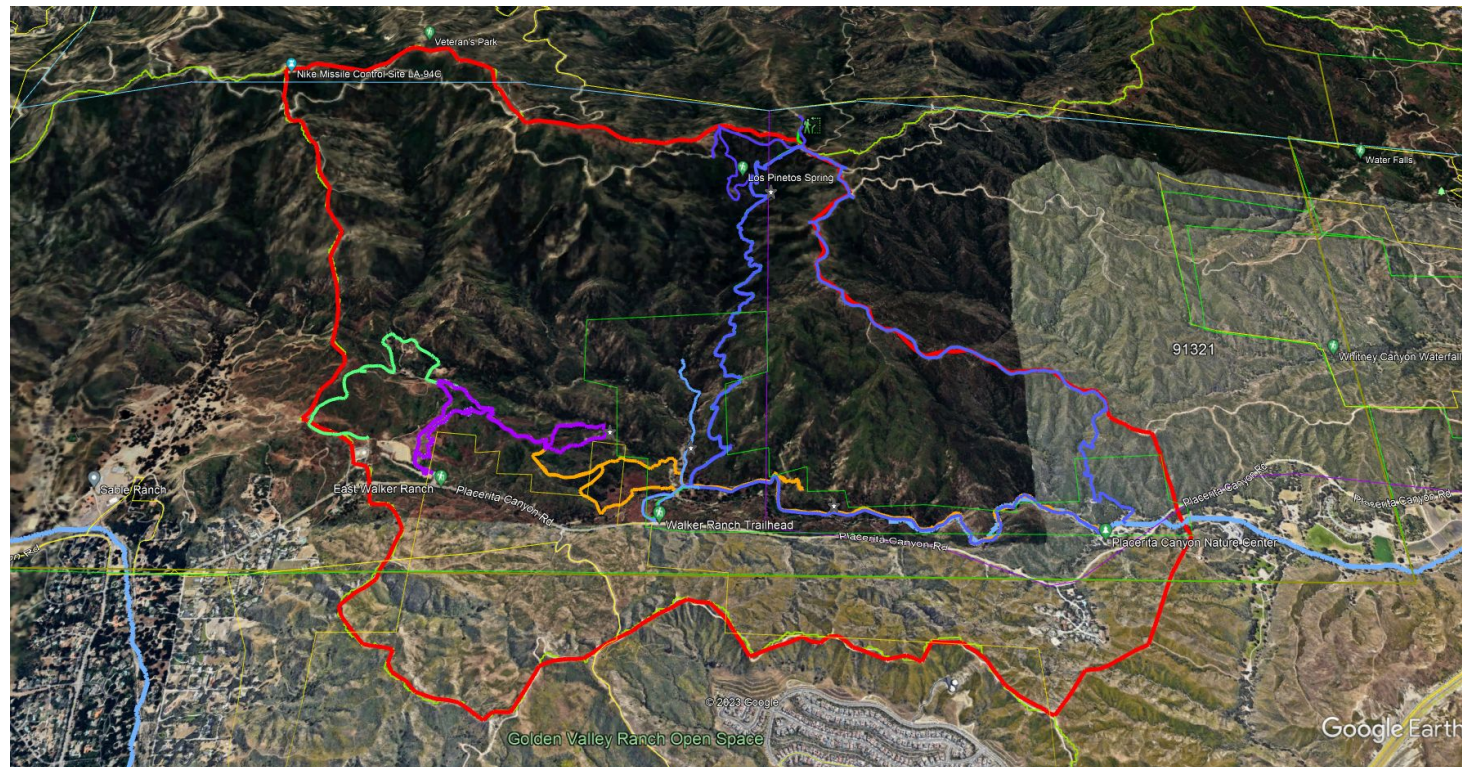 Veteran's Park
Nike Missile Control Site LA-94C
Water Falls
Los Pinetos Spring
91321
Whitney Canyon Waterfall
Sable Ranch
East Walker Ranch
Placerita Canyon Rd
Placerita Canyon Rd
Placerita Canyon Rd
Walker Ranch Trailhead
Placerita Canyon Rd
Placerita Canyon Nature Center
Rd
© 2023 Google
Golden Valley Ranch Open Space
Google Earth